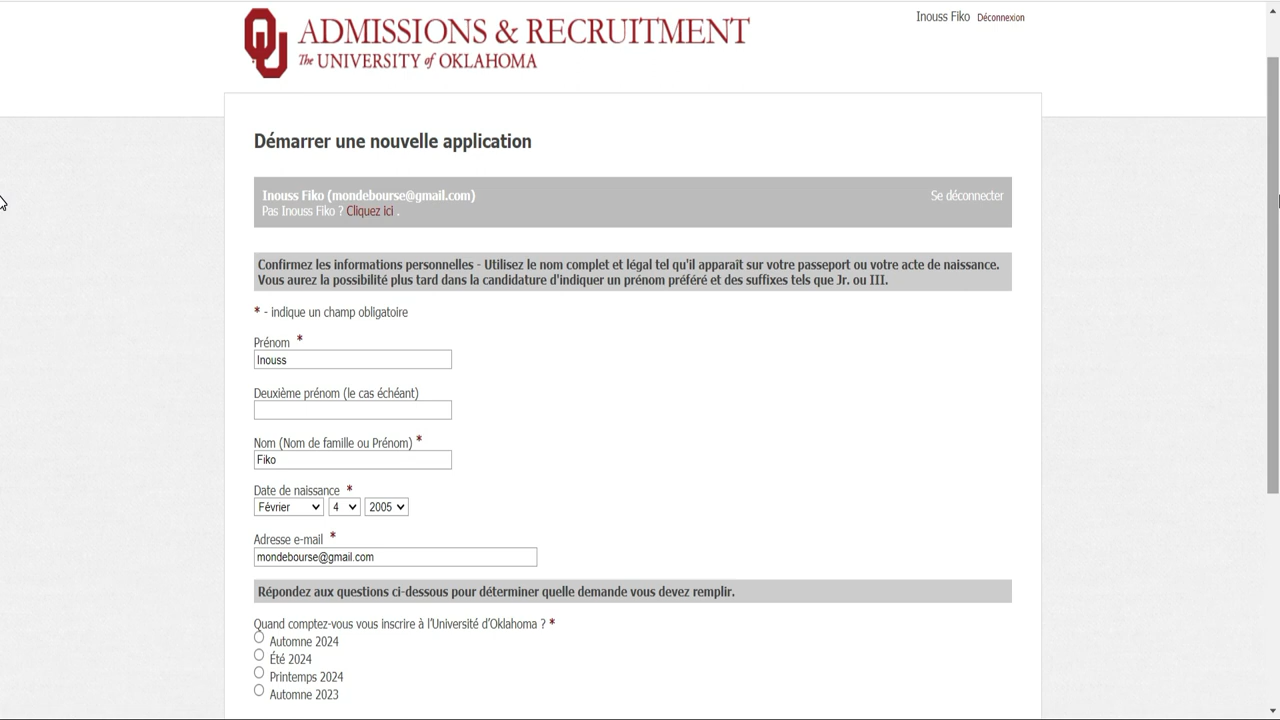 ADMISSIONS & RECRUITMENT
The UNIVERSITY of OKLAHOMA
Inouss Fiko Déconnexion
Démarrer une nouvelle application
Inouss Fiko (mondebourse@gmail.com) Se déconnecter
Pas Inouss Fiko ? Cliquez ici .
Confirmez les informations personnelles - Utilisez le nom complet et légal tel qu'il apparaît sur votre passeport ou votre acte de naissance.
Vous aurez la possibilité plus tard dans la candidature d'indiquer un prénom préféré et des suffixes tels que Jr. ou III.
* - indique un champ obligatoire
Prénom *
Inouss
Deuxième prénom (le cas échéant)
Nom (Nom de famille ou Prénom) *
Fiko
Date de naissance *
Février 4 2005
Adresse e-mail *
mondebourse@gmail.com
Répondez aux questions ci-dessous pour déterminer quelle demande vous devez remplir.
Quand comptez-vous vous inscrire à l'Université d'Oklahoma ? *
Automne 2024
Été 2024
Printemps 2024
Automne 2023